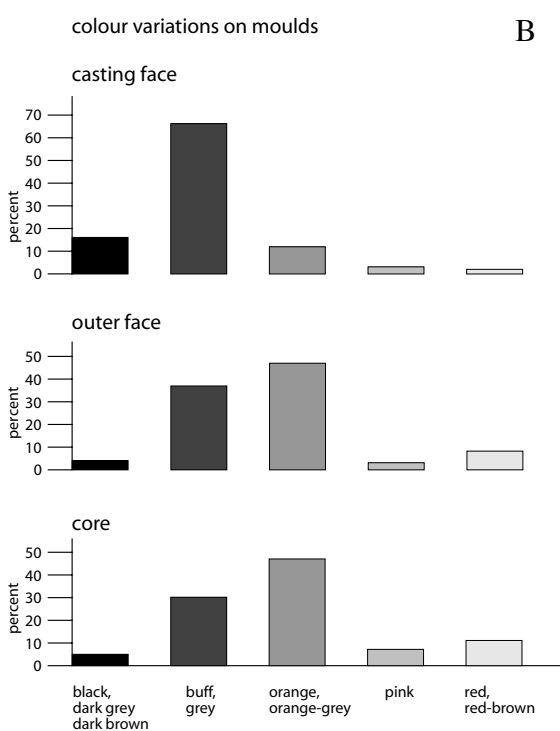 colour variations on moulds
B
casting face
70
60
50
40
30
20
10
0
percent
outer face
50
40
30
20
10
0
percent
core
50
40
30
20
10
0
percent
black,
dark grey
dark brown
buff,
grey
orange,
orange-grey
pink
red,
red-brown